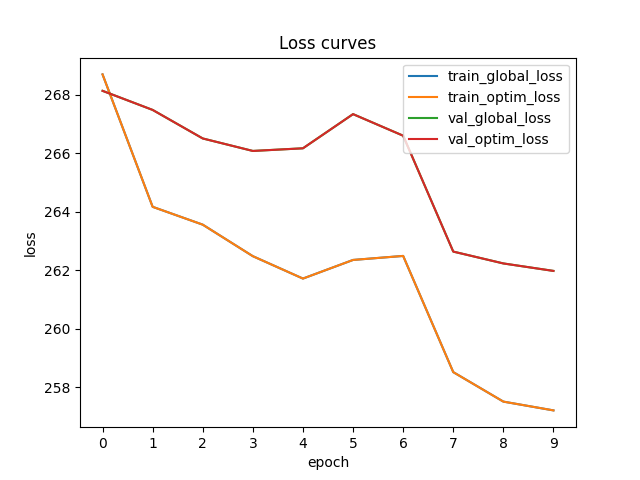 Loss curves
train_global_loss
train_optim_loss
val_global_loss
val_optim_loss
loss
268
266
264
262
260
258
0 1 2 3 4 5 6 7 8 9
epoch